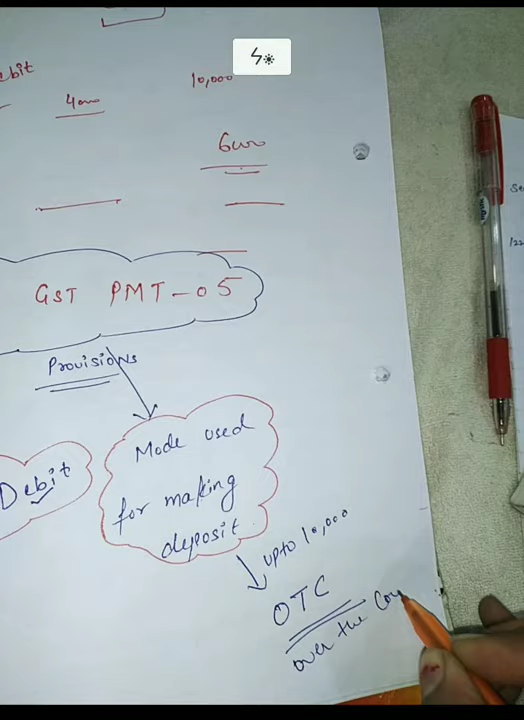 ebit
4000
10,000
6000
GST PMT-05
Provisions
Debit
Mode used
for making
deposit
upto 10,000
OTC
over the Cou